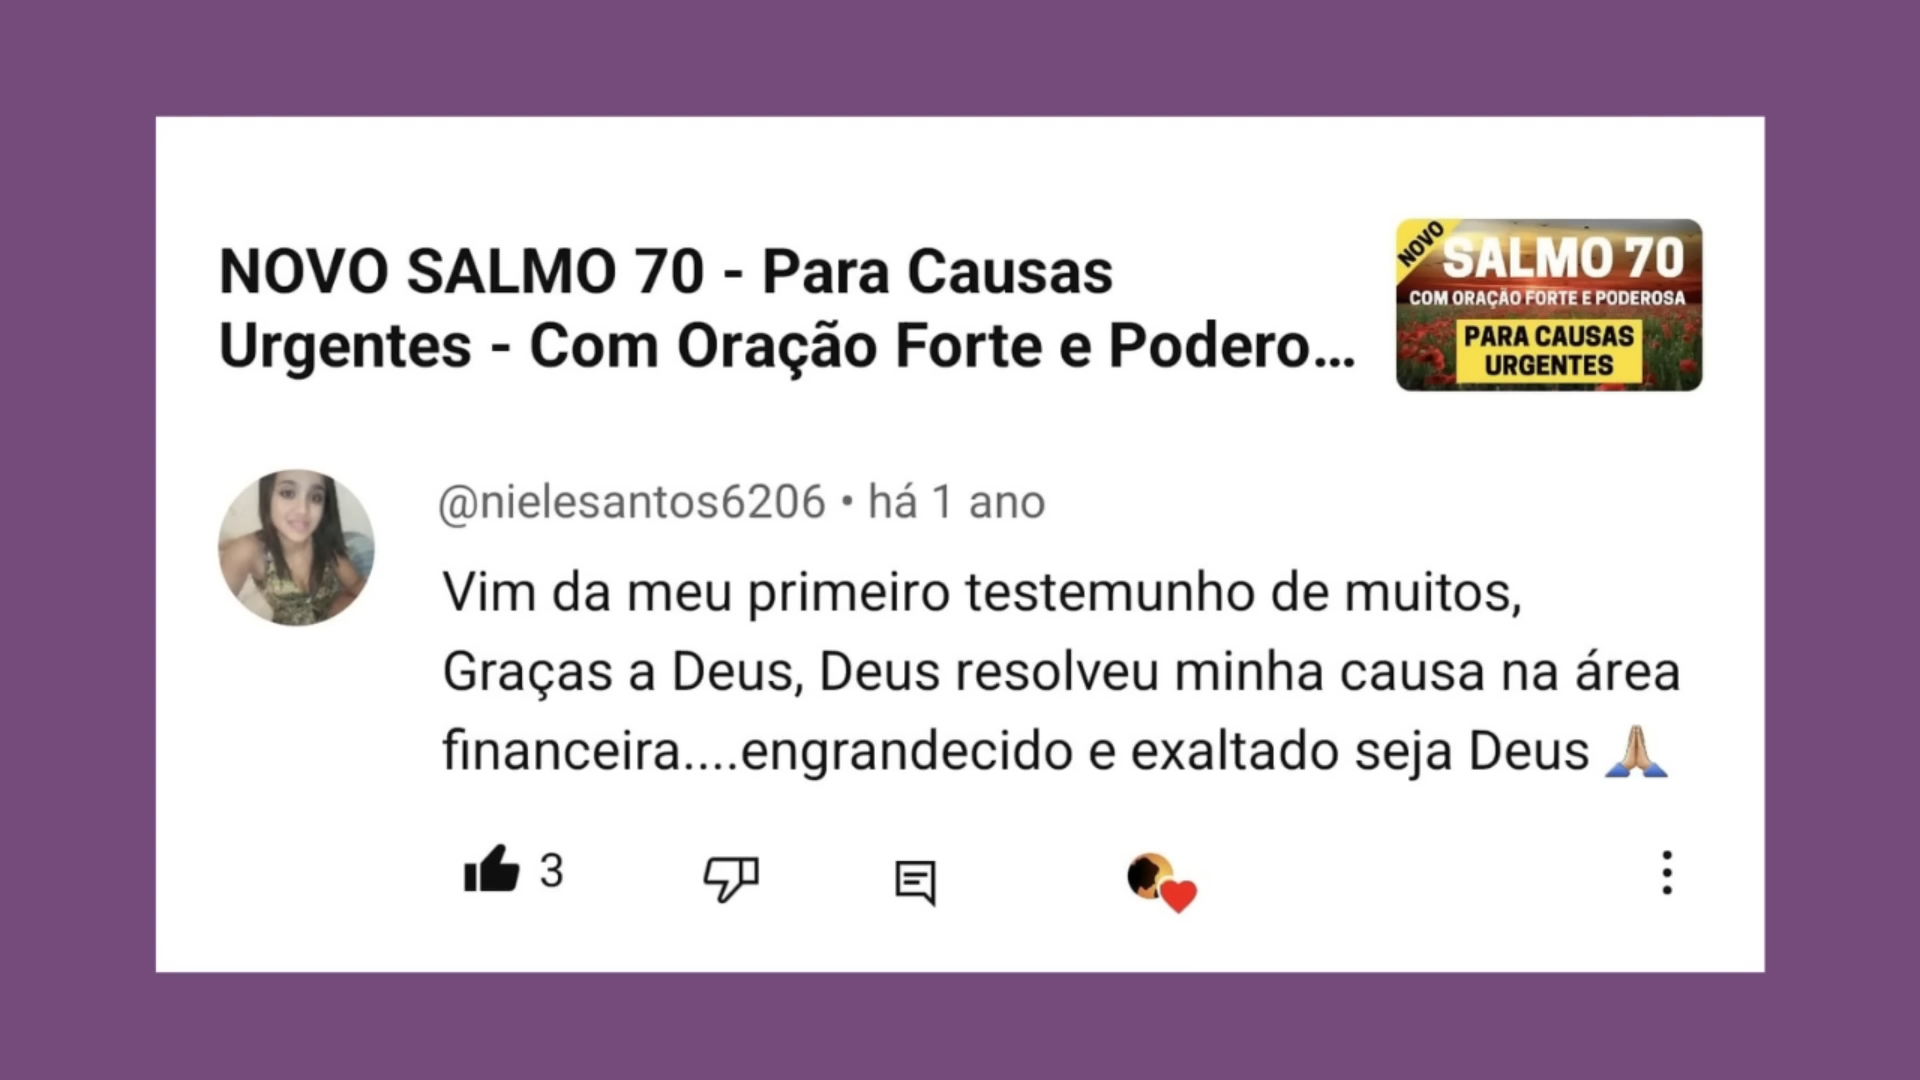 NOVO SALMO 70 - Para Causas
Urgentes - Com Oração Forte e Podero...
NOVO
SALMO 70
COM ORAÇÃO FORTE E PODEROSA
PARA CAUSAS
URGENTES
@nielesantos6206 • há 1 ano
Vim da meu primeiro testemunho de muitos,
Graças a Deus, Deus resolveu minha causa na área
financeira....engrandecido e exaltado seja Deus 🙏🏼
3